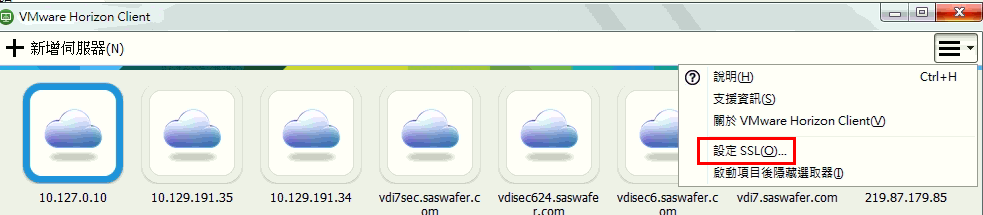 VMware Horizon Client
新增伺服器(N)
說明(H) Ctrl+H
支援資訊(S)
關於 VMware Horizon Client(V)
設定 SSL(O)...
啟動項目後隱藏選取器(I)
10.127.0.10
10.129.191.35
10.129.191.34
vdi7sec.saswafer.c
om
vdisec624.saswafe
r.com
vdisec6.saswafer.c
om
vdi7.saswafer.com
219.87.179.85